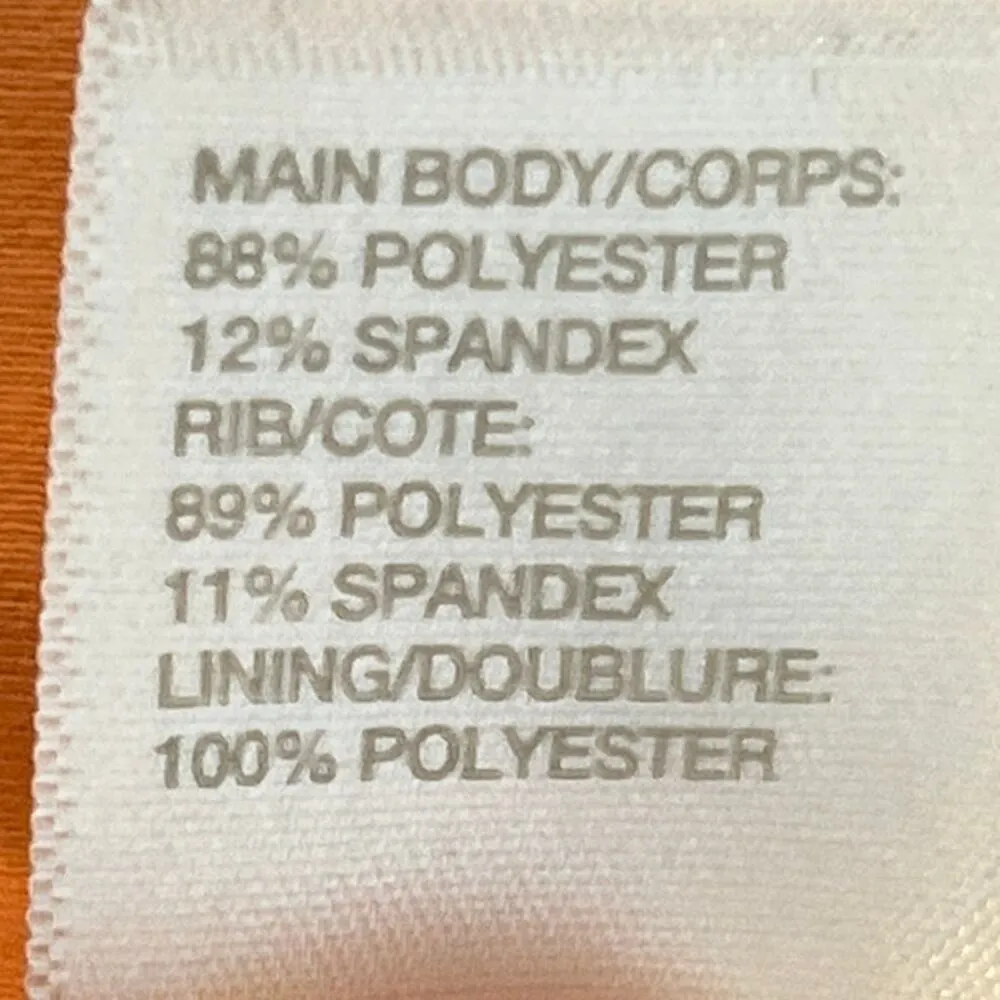 MAIN BODY/CORPS:
88% POLYESTER
12% SPANDEX
RIB/COTE:
89% POLYESTER
11% SPANDEX
LINING/DOUBLURE:
100% POLYESTER